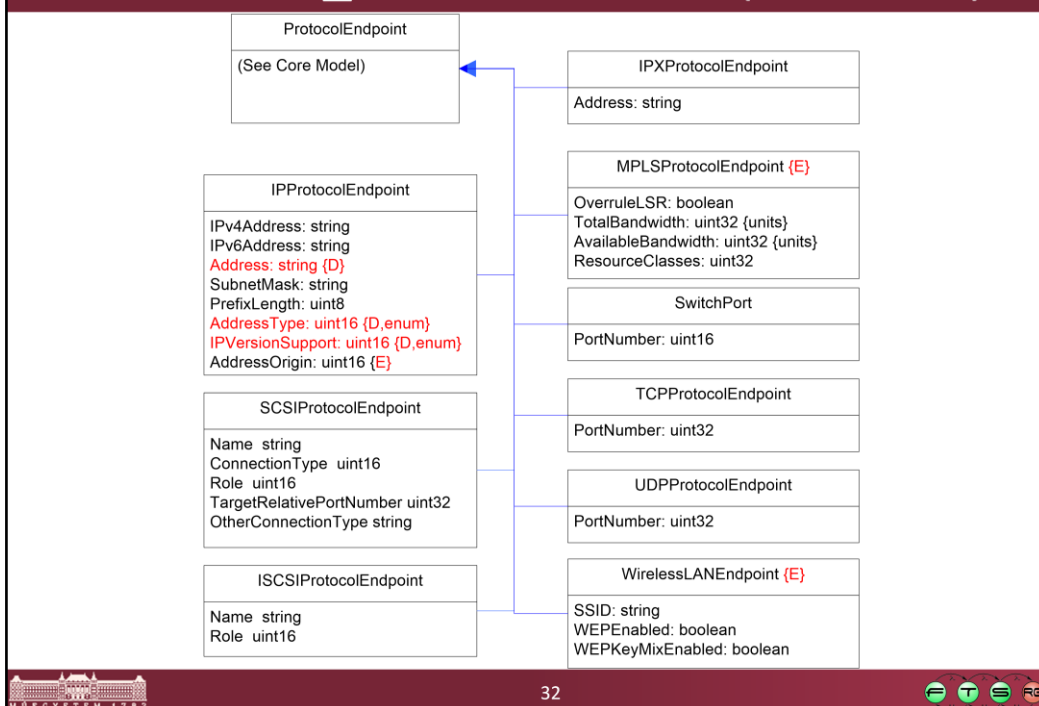 ProtocolEndpoint
(See Core Model)
IPProtocolEndpoint
IPv4Address: string
IPv6Address: string
Address: string {D}
SubnetMask: string
PrefixLength: uint8
AddressType: uint16 {D,enum}
IPVersionSupport: uint16 {D,enum}
AddressOrigin: uint16 {E}
SCSIProtocolEndpoint
Name string
ConnectionType uint16
Role uint16
TargetRelativePortNumber uint32
OtherConnectionType string
ISCSIProtocolEndpoint
Name string
Role uint16
IPXProtocolEndpoint
Address: string
MPLSProtocolEndpoint {E}
OverruleLSR: boolean
TotalBandwidth: uint32 {units}
AvailableBandwidth: uint32 {units}
ResourceClasses: uint32
SwitchPort
PortNumber: uint16
TCPProtocolEndpoint
PortNumber: uint32
UDPProtocolEndpoint
PortNumber: uint32
WirelessLANEndpoint {E}
SSID: string
WEPEnabled: boolean
WEPKeyMixEnabled: boolean
32
F T S RG